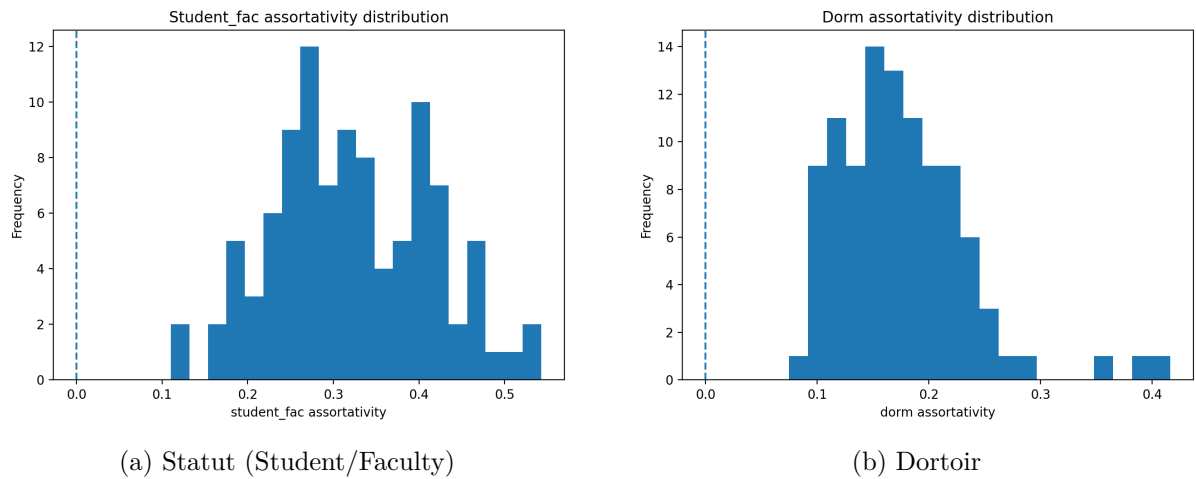 Student_fac assortativity distribution
12
10
8
6
4
2
0
Frequency
0.0 0.1 0.2 0.3 0.4 0.5
student_fac assortativity
(a) Statut (Student/Faculty)
Dorm assortativity distribution
14
12
10
8
6
4
2
0
Frequency
0.0 0.1 0.2 0.3 0.4
dorm assortativity
(b) Dortoir